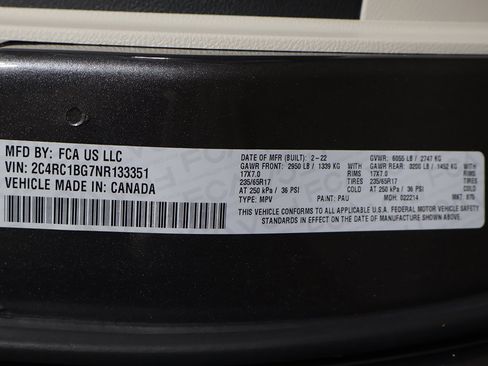 MFD BY: FCA US LLC
VIN: 2C4RC1BG7NR133351
VEHICLE MADE IN: CANADA
DATE OF MFR (BUILT): 2-22 GVWR: 6055 LB / 2747 KG
GAWR FRONT: 2950 LB / 1339 KG GAWR REAR: 3200 LB / 1452 KG
17X7.0 RIMS 17X7.0 RIMS
235/65R17 TIRES 235/65R17 TIRES
AT 250 kPa / 36 PSI AT 250 kPa / 36 PSI
THIS VEHICLE CONFORMS TO ALL APPLICABLE U.S.A. FEDERAL MOTOR VEHICLE SAFETY
STANDARDS IN EFFECT ON THE DATE OF MANUFACTURE SHOWN ABOVE
TYPE: MPV PAINT: PAU MDH: 022214 MKT: